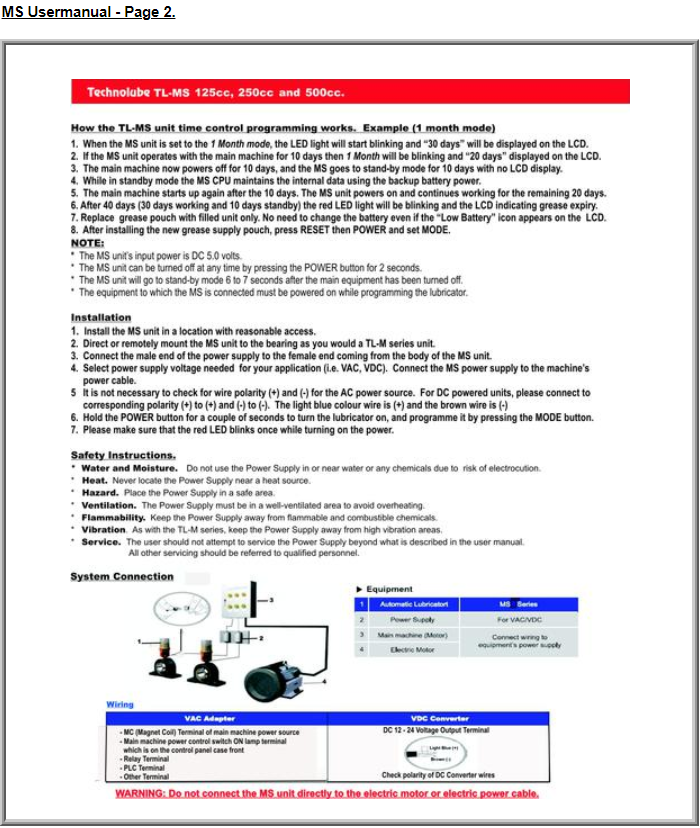 MS Usermanual - Page 2.
Technolube TL-MS 125cc, 250cc and 500cc.
How the TL-MS unit time control programming works. Example (1 month mode)
1. When the MS unit is set to the 1 Month mode, the LED light will start blinking and “30 days” will be displayed on the LCD.
2. If the MS unit operates with the main machine for 10 days then 1 Month will be blinking and “20 days” displayed on the LCD.
3. The main machine now powers off for 10 days, and the MS goes to stand-by mode for 10 days with no LCD display.
4. While in standby mode the MS CPU maintains the internal data using the backup battery power.
5. The main machine starts up again after the 10 days. The MS unit powers on and continues working for the remaining 20 days.
6. After 40 days (30 days working and 10 days standby) the red LED light will be blinking and the LCD indicating grease expiry.
7. Replace grease pouch with filled unit only. No need to change the battery even if the “Low Battery” icon appears on the LCD.
8. After installing the new grease supply pouch, press RESET then POWER and set MODE.
NOTE:
* The MS unit's input power is DC 5.0 volts.
* The MS unit can be turned off at any time by pressing the POWER button for 2 seconds.
* The MS unit will go to stand-by mode 6 to 7 seconds after the main equipment has been turned off.
* The equipment to which the MS is connected must be powered on while programming the lubricator.
Installation
1. Install the MS unit in a location with reasonable access.
2. Direct or remotely mount the MS unit to the bearing as you would a TL-M series unit.
3. Connect the male end of the power supply to the female end coming from the body of the MS unit.
4. Select power supply voltage needed for your application (i.e. VAC, VDC). Connect the MS power supply to the machine's
power cable.
5 It is not necessary to check for wire polarity (+) and (-) for the AC power source. For DC powered units, please connect to
corresponding polarity (+) to (+) and (-) to (-). The light blue colour wire is (+) and the brown wire is (-)
6. Hold the POWER button for a couple of seconds to turn the lubricator on, and programme it by pressing the MODE button.
7. Please make sure that the red LED blinks once while turning on the power.
Safety Instructions.
* Water and Moisture. Do not use the Power Supply in or near water or any chemicals due to risk of electrocution.
* Heat. Never locate the Power Supply near a heat source.
* Hazard. Place the Power Supply in a safe area.
* Ventilation. The Power Supply must be in a well-ventilated area to avoid overheating.
* Flammability. Keep the Power Supply away from flammable and combustible chemicals.
* Vibration. As with the TL-M series, keep the Power Supply away from high vibration areas.
* Service. The user should not attempt to service the Power Supply beyond what is described in the user manual.
All other servicing should be referred to qualified personnel.
System Connection
1
2
3
4
▶ Equipment
1 Automatic Lubricatort MS Series
2 Power Supply For VAC/VDC
3 Main machine (Motor) Connect wiring to
4 Electric Motor equipment's power supply
Wiring
VAC Adapter
- MC (Magnet Coil) Terminal of main machine power source
- Main machine power control switch ON lamp terminal
which is on the control panel case front
- Relay Terminal
- PLC Terminal
- Other Terminal
VDC Converter
DC 12 - 24 Voltage Output Terminal
Light Blue (+)
Brown (-)
Check polarity of DC Converter wires
WARNING: Do not connect the MS unit directly to the electric motor or electric power cable.